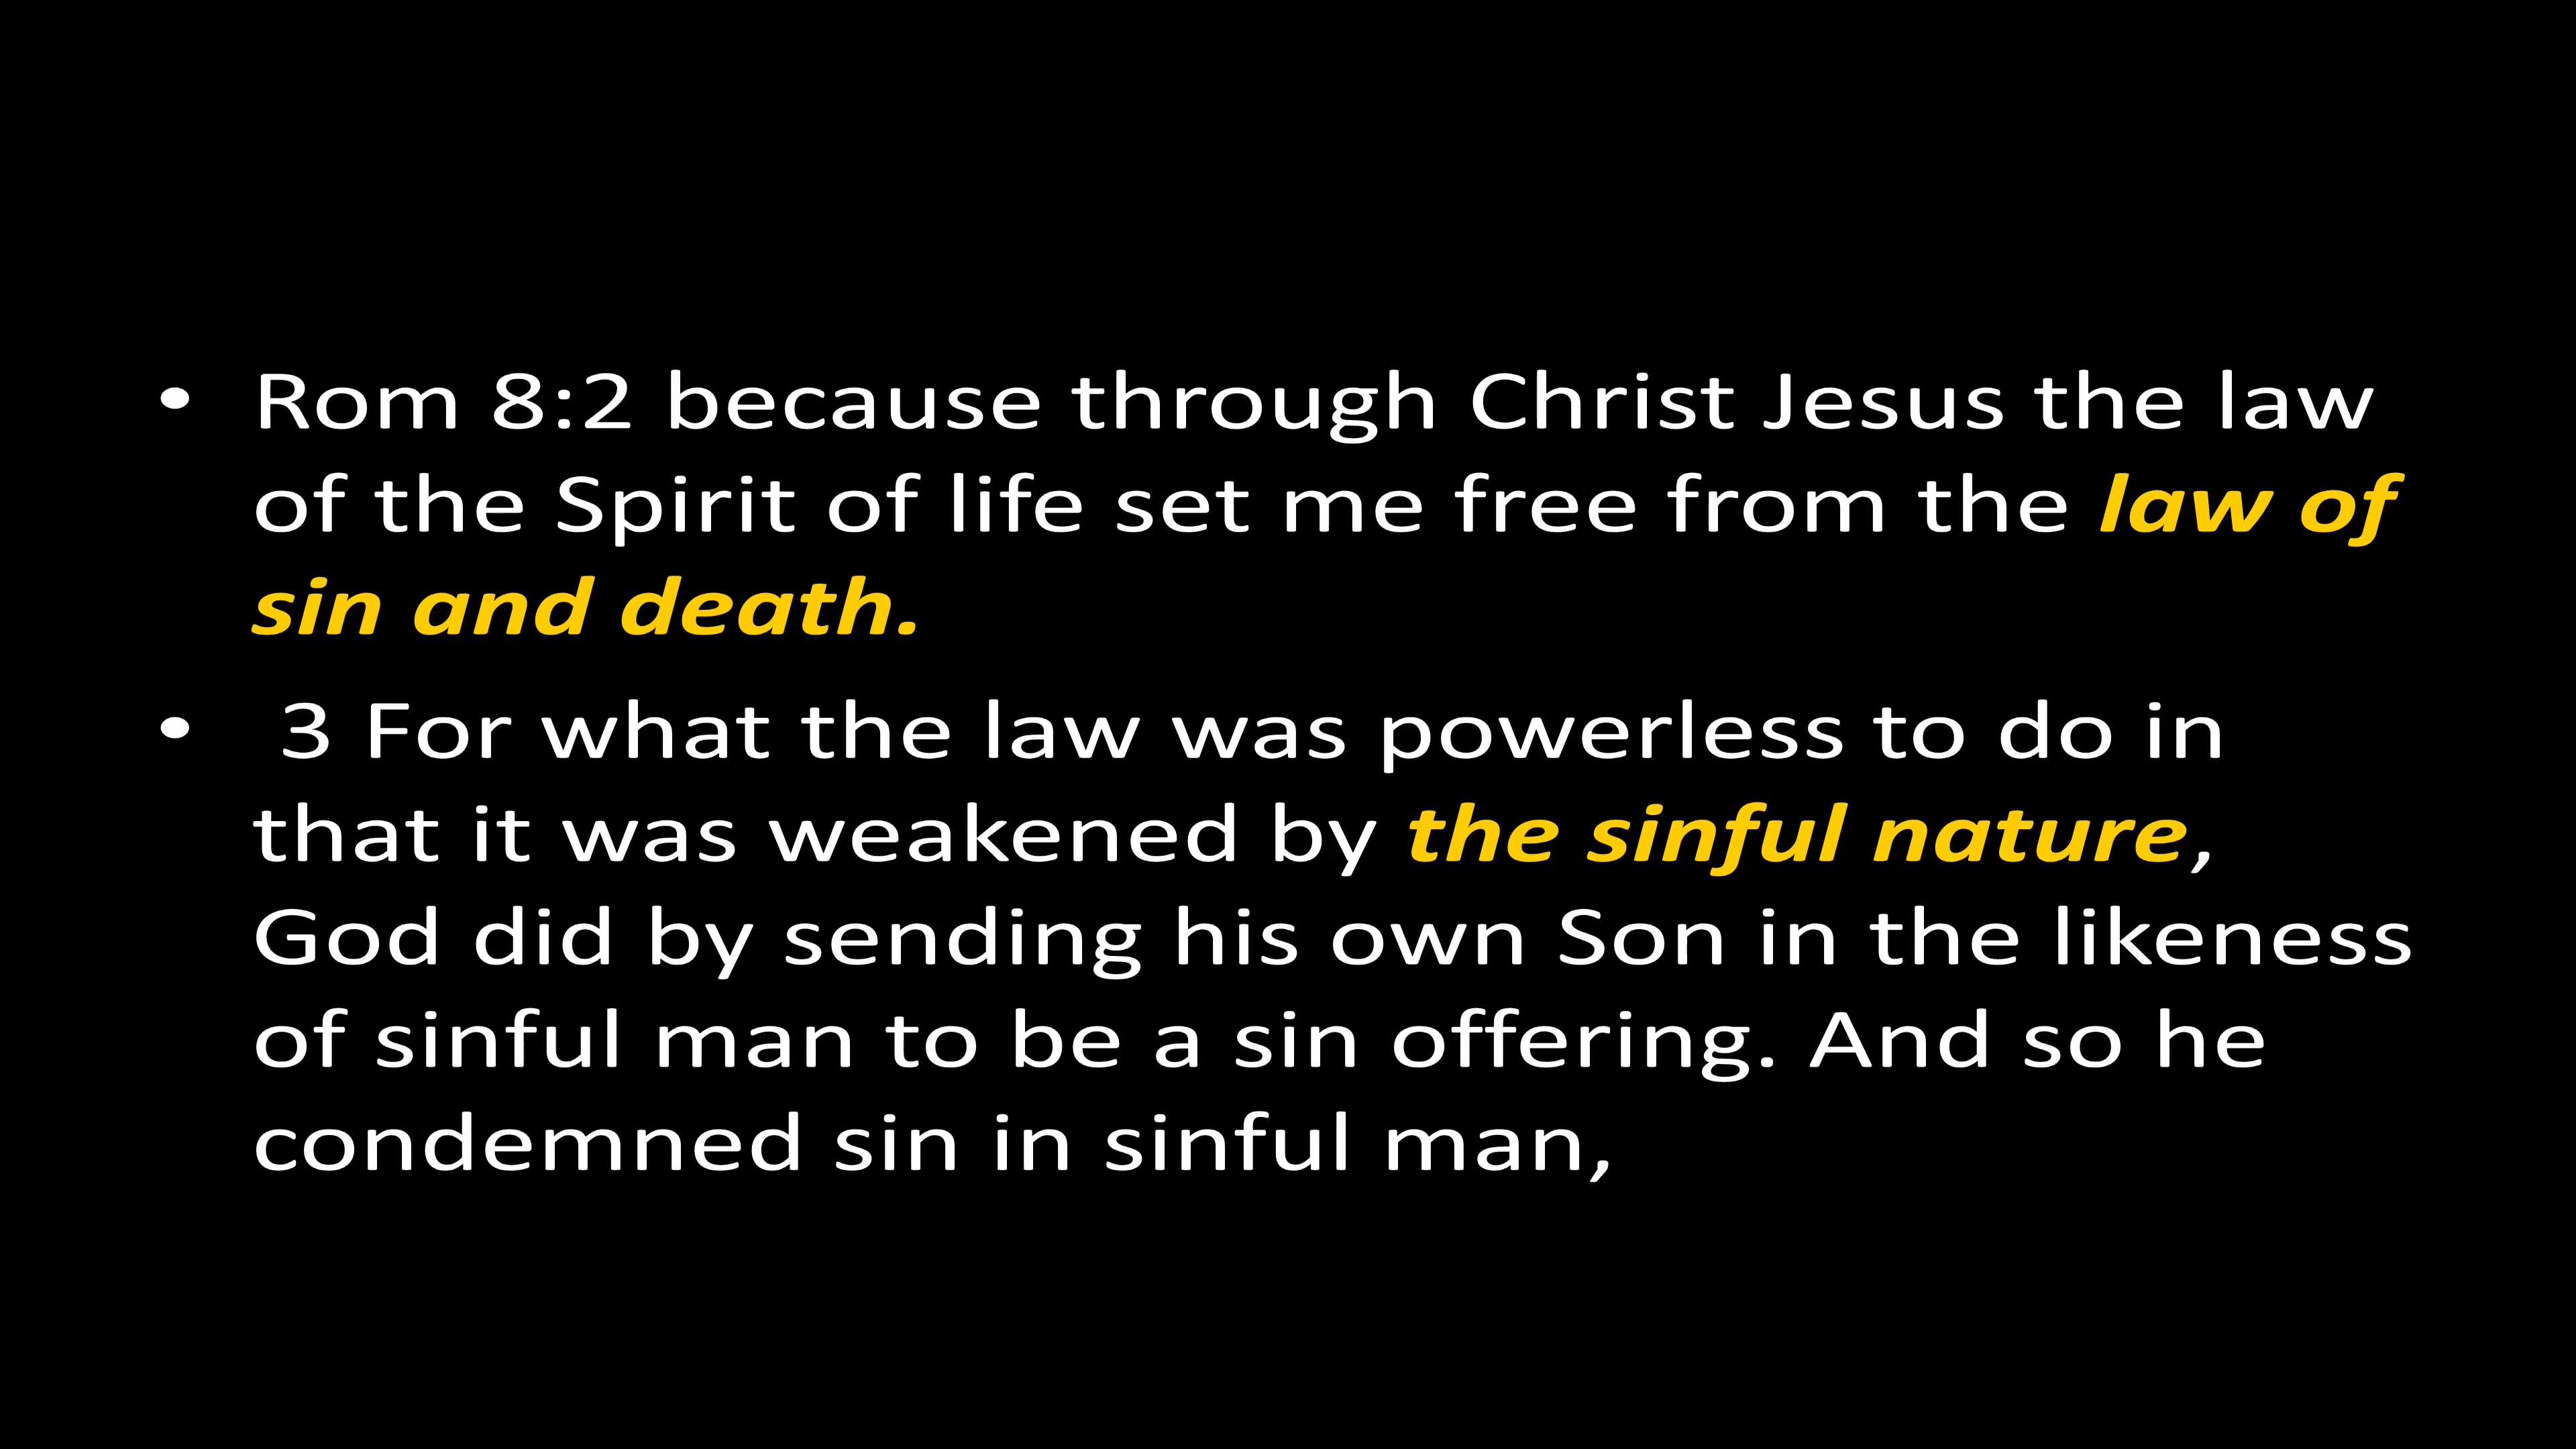 • Rom 8:2 because through Christ Jesus the law
of the Spirit of life set me free from the law of
sin and death.
• 3 For what the law was powerless to do in
that it was weakened by the sinful nature,
God did by sending his own Son in the likeness
of sinful man to be a sin offering. And so he
condemned sin in sinful man,